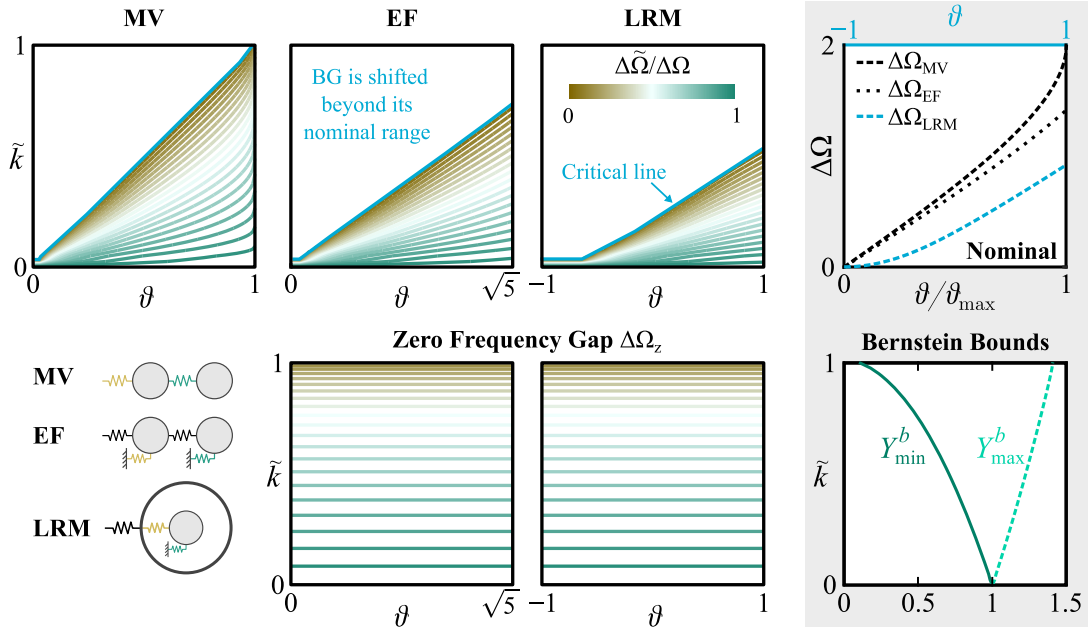 MV
EF
LRM
1
k̃
0
0
ϑ
1
BG is shifted
beyond its
nominal range
0
ϑ
√5
ΔΩ̃/ΔΩ
0
1
Critical line
−1
ϑ
1
ϑ
−1
1
2
ΔΩ
0
ΔΩ_MV
ΔΩ_EF
ΔΩ_LRM
Nominal
0
ϑ/ϑ_max
1
MV
EF
LRM
Zero Frequency Gap ΔΩ_z
1
k̃
0
0
ϑ
√5
−1
ϑ
1
Bernstein Bounds
1
k̃
0
Y^b_min
Y^b_max
0
0.5
1
1.5